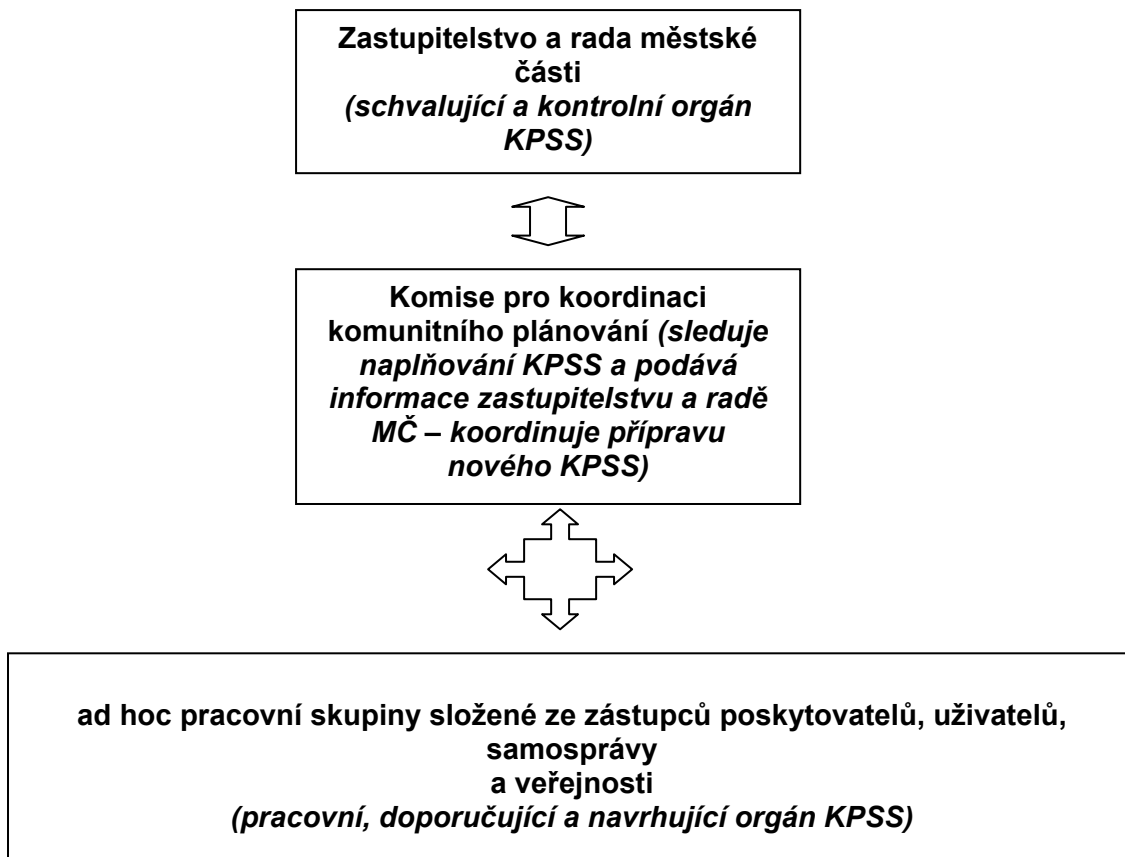 Zastupitelstvo a rada městské
části
(schvalující a kontrolní orgán
KPSS)
Komise pro koordinaci
komunitního plánování (sleduje
naplňování KPSS a podává
informace zastupitelstvu a radě
MČ – koordinuje přípravu
nového KPSS)
ad hoc pracovní skupiny složené ze zástupců poskytovatelů, uživatelů,
samosprávy
a veřejnosti
(pracovní, doporučující a navrhující orgán KPSS)